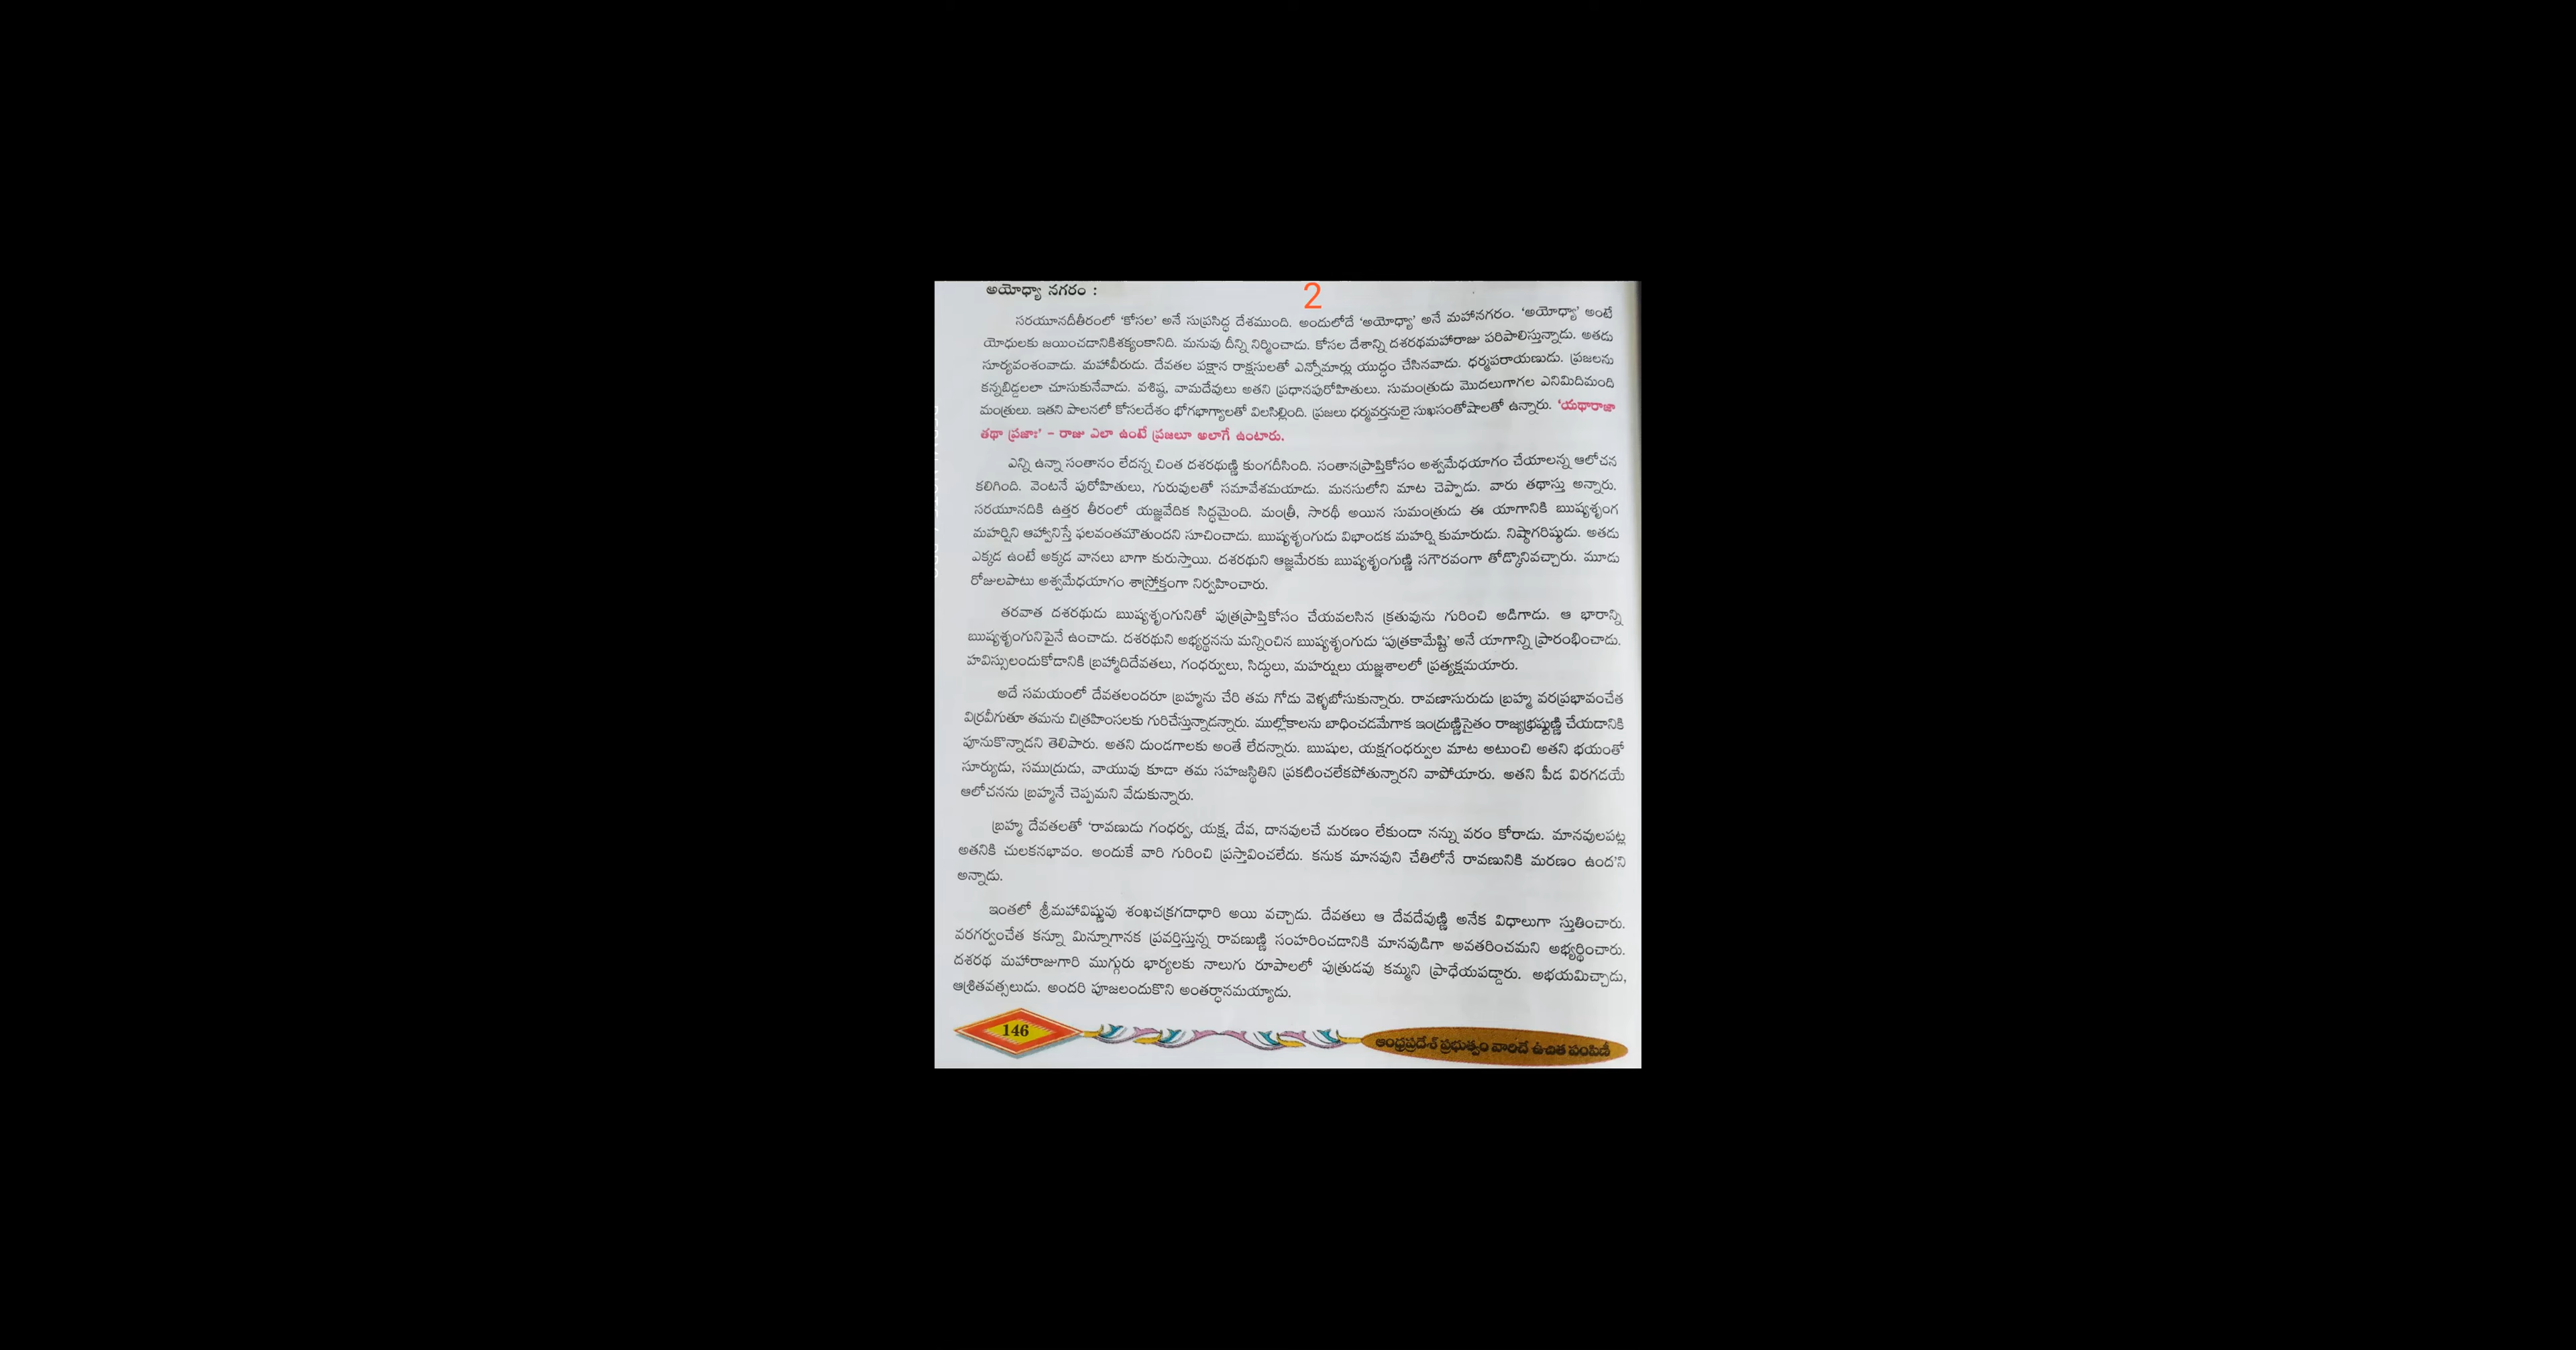 2
అయోధ్యా నగరం :
సరయూనదీతీరంలో 'కోసల' అనే సుప్రసిద్ధ దేశముంది. అందులోదే 'అయోధ్యా' అనే మహానగరం. 'అయోధ్యా' అంటే
యోధులకు జయించడానికిశక్యంకానిది. మనువు దీన్ని నిర్మించాడు. కోసల దేశాన్ని దశరథమహారాజు పరిపాలిస్తున్నాడు. అతడు
సూర్యవంశంవాడు. మహావీరుడు. దేవతల పక్షాన రాక్షసులతో ఎన్నోమార్లు యుద్ధం చేసినవాడు. ధర్మపరాయణుడు. ప్రజలను
కన్నబిడ్డలలా చూసుకునేవాడు. వశిష్ఠ, వామదేవులు అతని ప్రధానపురోహితులు. సుమంత్రుడు మొదలుగాగల ఎనిమిదిమంది
మంత్రులు. ఇతని పాలనలో కోసలదేశం భోగభాగ్యాలతో విలసిల్లింది. ప్రజలు ధర్మవర్తనులై సుఖసంతోషాలతో ఉన్నారు. 'యథారాజా
తథా ప్రజాః' – రాజు ఎలా ఉంటే ప్రజలూ అలాగే ఉంటారు.
ఎన్ని ఉన్నా సంతానం లేదన్న చింత దశరథుణ్ణి కుంగదీసింది. సంతానప్రాప్తికోసం అశ్వమేధయాగం చేయాలన్న ఆలోచన
కలిగింది. వెంటనే పురోహితులు, గురువులతో సమావేశమయాడు. మనసులోని మాట చెప్పాడు. వారు తథాస్తు అన్నారు.
సరయూనదికి ఉత్తర తీరంలో యజ్ఞవేదిక సిద్ధమైంది. మంత్రీ, సారథీ అయిన సుమంత్రుడు ఈ యాగానికి ఋష్యశృంగ
మహర్షిని ఆహ్వానిస్తే ఫలవంతమౌతుందని సూచించాడు. ఋష్యశృంగుడు విభాండక మహర్షి కుమారుడు. నిష్ఠాగరిష్ఠుడు. అతడు
ఎక్కడ ఉంటే అక్కడ వానలు బాగా కురుస్తాయి. దశరథుని ఆజ్ఞమేరకు ఋష్యశృంగుణ్ణి సగౌరవంగా తోడ్కొనివచ్చారు. మూడు
రోజులపాటు అశ్వమేధయాగం శాస్త్రోక్తంగా నిర్వహించారు.
తరవాత దశరథుడు ఋష్యశృంగునితో పుత్రప్రాప్తికోసం చేయవలసిన క్రతువును గురించి అడిగాడు. ఆ భారాన్ని
ఋష్యశృంగునిపైనే ఉంచాడు. దశరథుని అభ్యర్థనను మన్నించిన ఋష్యశృంగుడు 'పుత్రకామేష్టి' అనే యాగాన్ని ప్రారంభించాడు.
హవిస్సులందుకోడానికి బ్రహ్మాదిదేవతలు, గంధర్వులు, సిద్ధులు, మహర్షులు యజ్ఞశాలలో ప్రత్యక్షమయారు.
అదే సమయంలో దేవతలందరూ బ్రహ్మను చేరి తమ గోడు వెళ్ళబోసుకున్నారు. రావణాసురుడు బ్రహ్మ వరప్రభావంచేత
విర్రవీగుతూ తమను చిత్రహింసలకు గురిచేస్తున్నాడన్నారు. ముల్లోకాలను బాధించడమేగాక ఇంద్రుణ్ణిసైతం రాజ్యభ్రష్టుణ్ణి చేయడానికి
పూనుకొన్నాడని తెలిపారు. అతని దుండగాలకు అంతే లేదన్నారు. ఋషుల, యక్షగంధర్వుల మాట అటుంచి అతని భయంతో
సూర్యుడు, సముద్రుడు, వాయువు కూడా తమ సహజస్థితిని ప్రకటించలేకపోతున్నారని వాపోయారు. అతని పీడ విరగడయే
ఆలోచనను బ్రహ్మనే చెప్పమని వేడుకున్నారు.
బ్రహ్మ దేవతలతో 'రావణుడు గంధర్వ, యక్ష, దేవ, దానవులచే మరణం లేకుండా నన్ను వరం కోరాడు. మానవులపట్ల
అతనికి చులకనభావం. అందుకే వారి గురించి ప్రస్తావించలేదు. కనుక మానవుని చేతిలోనే రావణునికి మరణం ఉంద'ని
అన్నాడు.
ఇంతలో శ్రీమహావిష్ణువు శంఖచక్రగదాధారి అయి వచ్చాడు. దేవతలు ఆ దేవదేవుణ్ణి అనేక విధాలుగా స్తుతించారు.
వరగర్వంచేత కన్నూ మిన్నూగానక ప్రవర్తిస్తున్న రావణుణ్ణి సంహరించడానికి మానవుడిగా అవతరించమని అభ్యర్థించారు.
దశరథ మహారాజుగారి ముగ్గురు భార్యలకు నాలుగు రూపాలలో పుత్రుడవు కమ్మని ప్రాధేయపడ్డారు. అభయమిచ్చాడు,
ఆశ్రితవత్సలుడు. అందరి పూజలందుకొని అంతర్ధానమయ్యాడు.
146
ఆంధ్రప్రదేశ్ ప్రభుత్వం వారిచే ఉచిత పంపిణీ